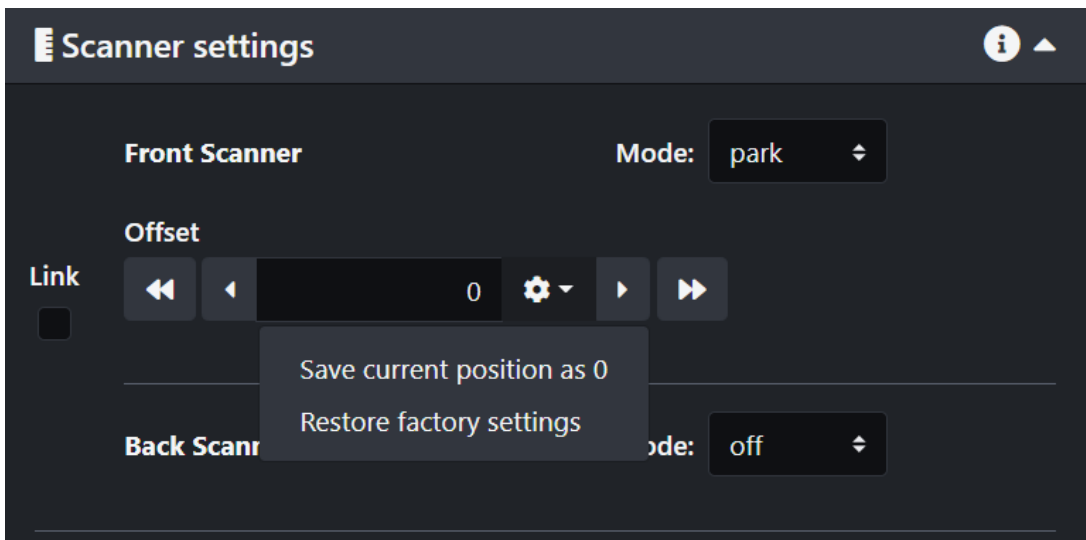 Scanner settings
Front Scanner Mode: park
Offset
Link
0
Save current position as 0
Restore factory settings
Back Scann ode: off